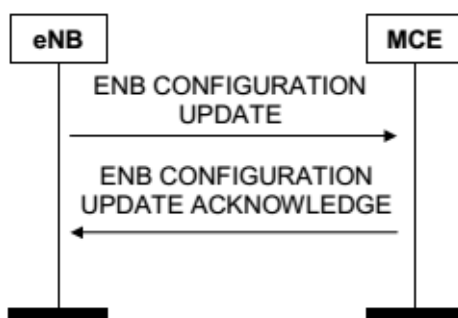 eNB
MCE
ENB CONFIGURATION
UPDATE
ENB CONFIGURATION
UPDATE ACKNOWLEDGE